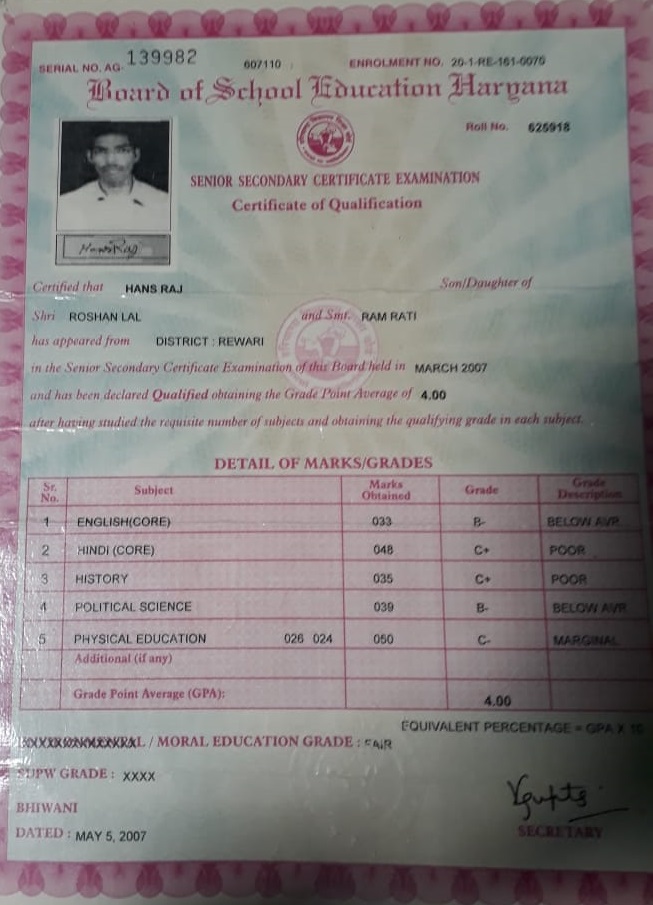 SERIAL NO. AG- 139982 607110 ENROLMENT NO. 20-1-RE-161-0070
Board of School Education Haryana
Roll No. 625918
SENIOR SECONDARY CERTIFICATE EXAMINATION
Certificate of Qualification
Hans Raj
Certified that HANS RAJ Son/Daughter of
Shri ROSHAN LAL and Smt. RAM RATI
has appeared from DISTRICT : REWARI
in the Senior Secondary Certificate Examination of this Board held in MARCH 2007
and has been declared Qualified obtaining the Grade Point Average of 4.00
after having studied the requisite number of subjects and obtaining the qualifying grade in each subject.
DETAIL OF MARKS/GRADES
Sr. No. Subject Marks Obtained Grade Grade Description
1 ENGLISH(CORE) 033 B- BELOW AVR
2 HINDI (CORE) 048 C+ POOR
3 HISTORY 035 C+ POOR
4 POLITICAL SCIENCE 039 B- BELOW AVR
5 PHYSICAL EDUCATION 026 024 050 C- MARGINAL
Additional (if any)
Grade Point Average (GPA): 4.00
EQUIVALENT PERCENTAGE = GPA X 10
L / MORAL EDUCATION GRADE : FAIR
SUPW GRADE : XXXX
BHIWANI
DATED : MAY 5, 2007
SECRETARY